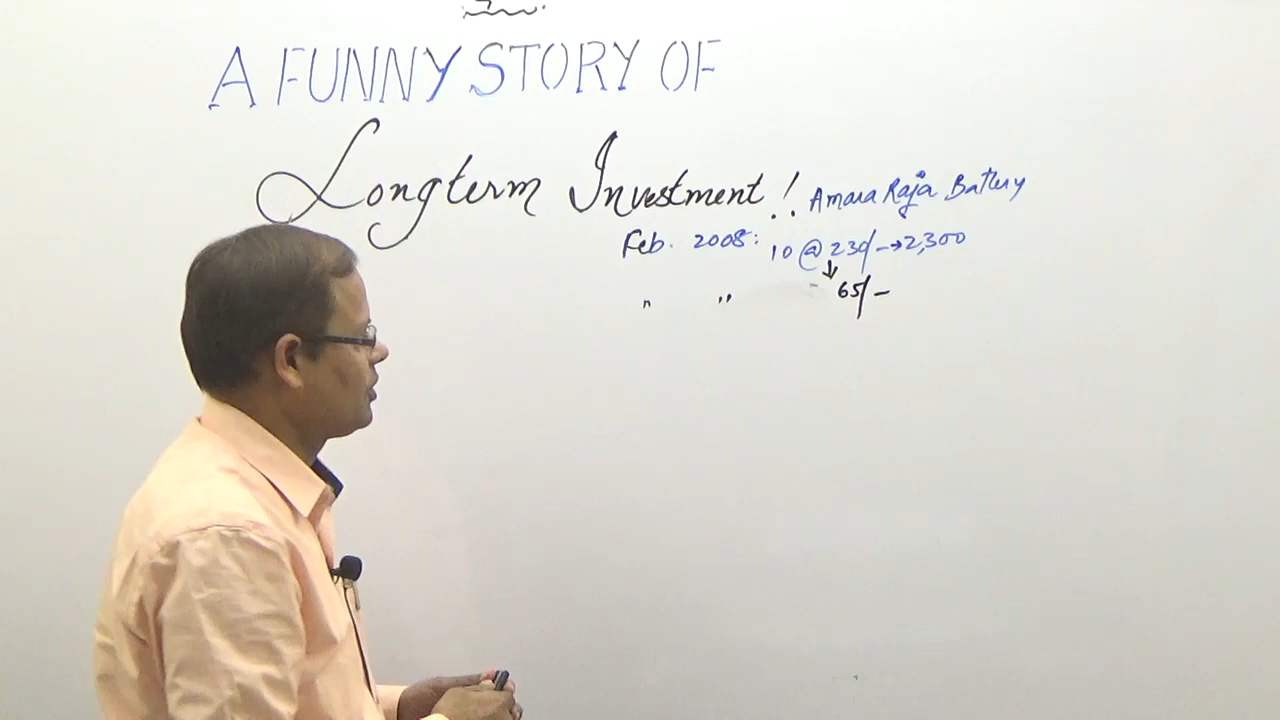 A FUNNY STORY OF
Longterm Investment!..
Amara Raja Battery
Feb. 2008: 10 @ 230/- → 2,300
" " 65/-